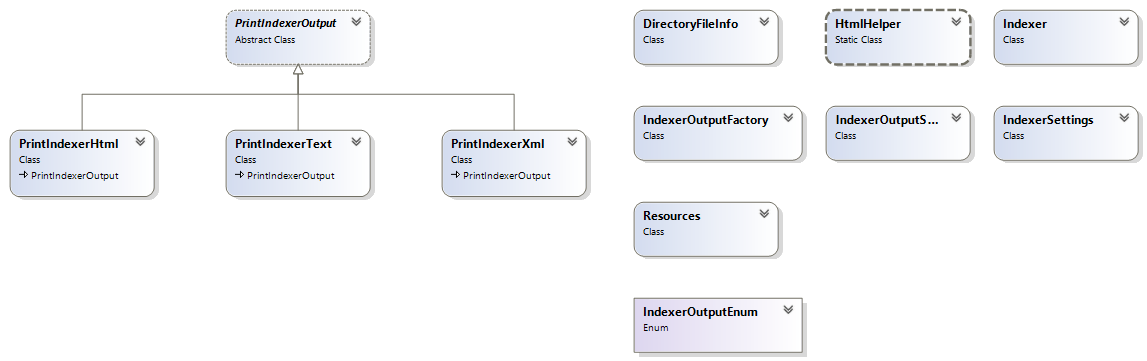 PrintIndexerOutput
Abstract Class
PrintIndexerHtml
Class
PrintIndexerOutput
PrintIndexerText
Class
PrintIndexerOutput
PrintIndexerXml
Class
PrintIndexerOutput
DirectoryFileInfo
Class
HtmlHelper
Static Class
Indexer
Class
IndexerOutputFactory
Class
IndexerOutputS...
Class
IndexerSettings
Class
Resources
Class
IndexerOutputEnum
Enum